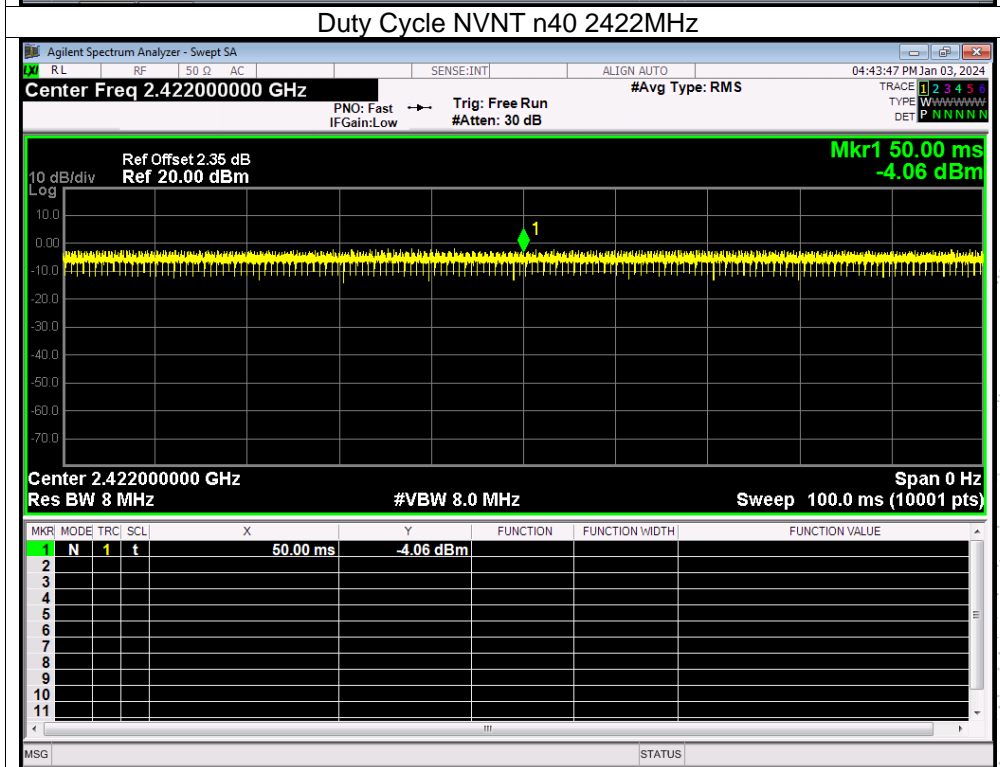 Duty Cycle NVNT n40 2422MHz
Agilent Spectrum Analyzer - Swept SA
LXI RL RF 50 Ω AC SENSE:INT ALIGN AUTO 04:43:47 PM Jan 03, 2024
Center Freq 2.422000000 GHz #Avg Type: RMS TRACE 1 2 3 4 5 6
PNO: Fast Trig: Free Run TYPE WWWWWW
IFGain:Low #Atten: 30 dB DET P N N N N N
Mkr1 50.00 ms
-4.06 dBm
Ref Offset 2.35 dB
10 dB/div Ref 20.00 dBm
Log
10.0
1
0.00
-10.0
-20.0
-30.0
-40.0
-50.0
-60.0
-70.0
Center 2.422000000 GHz Span 0 Hz
Res BW 8 MHz #VBW 8.0 MHz Sweep 100.0 ms (10001 pts)
MKR MODE TRC SCL X Y FUNCTION FUNCTION WIDTH FUNCTION VALUE
1 N 1 t 50.00 ms -4.06 dBm
2
3
4
5
6
7
8
9
10
11
MSG STATUS